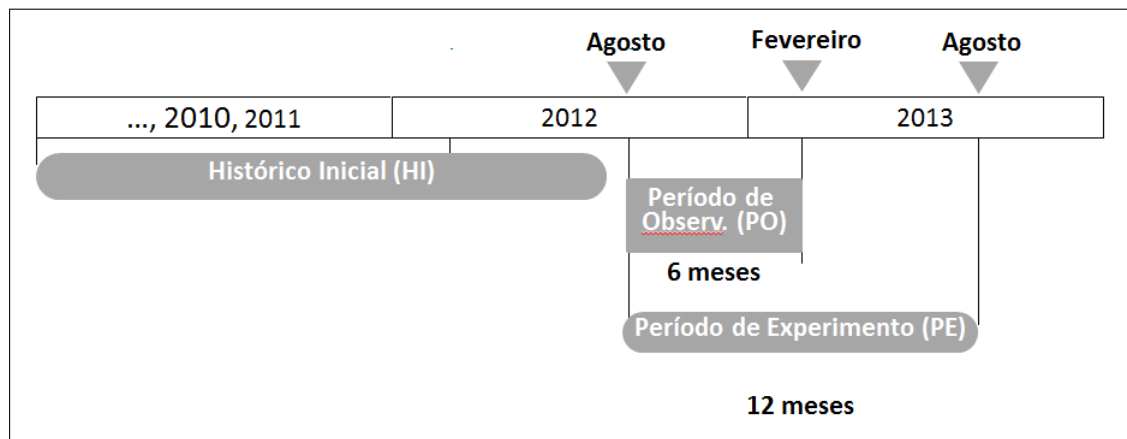 Agosto Fevereiro Agosto
..., 2010, 2011 2012 2013
Histórico Inicial (HI)
Período de
Observ. (PO)
6 meses
Período de Experimento (PE)
12 meses